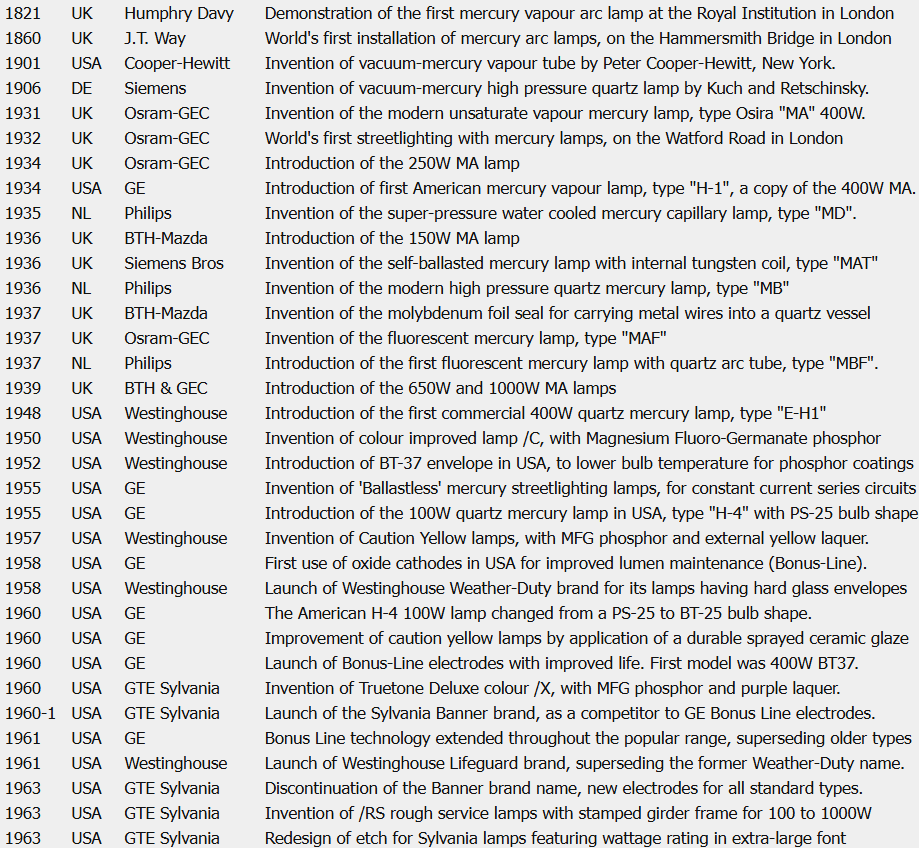 1821 UK Humphry Davy Demonstration of the first mercury vapour arc lamp at the Royal Institution in London
1860 UK J.T. Way World's first installation of mercury arc lamps, on the Hammersmith Bridge in London
1901 USA Cooper-Hewitt Invention of vacuum-mercury vapour tube by Peter Cooper-Hewitt, New York.
1906 DE Siemens Invention of vacuum-mercury high pressure quartz lamp by Kuch and Retschinsky.
1931 UK Osram-GEC Invention of the modern unsaturate vapour mercury lamp, type Osira "MA" 400W.
1932 UK Osram-GEC World's first streetlighting with mercury lamps, on the Watford Road in London
1934 UK Osram-GEC Introduction of the 250W MA lamp
1934 USA GE Introduction of first American mercury vapour lamp, type "H-1", a copy of the 400W MA.
1935 NL Philips Invention of the super-pressure water cooled mercury capillary lamp, type "MD".
1936 UK BTH-Mazda Introduction of the 150W MA lamp
1936 UK Siemens Bros Invention of the self-ballasted mercury lamp with internal tungsten coil, type "MAT"
1936 NL Philips Invention of the modern high pressure quartz mercury lamp, type "MB"
1937 UK BTH-Mazda Invention of the molybdenum foil seal for carrying metal wires into a quartz vessel
1937 UK Osram-GEC Invention of the fluorescent mercury lamp, type "MAF"
1937 NL Philips Introduction of the first fluorescent mercury lamp with quartz arc tube, type "MBF".
1939 UK BTH & GEC Introduction of the 650W and 1000W MA lamps
1948 USA Westinghouse Introduction of the first commercial 400W quartz mercury lamp, type "E-H1"
1950 USA Westinghouse Invention of colour improved lamp /C, with Magnesium Fluoro-Germanate phosphor
1952 USA Westinghouse Introduction of BT-37 envelope in USA, to lower bulb temperature for phosphor coatings
1955 USA GE Invention of 'Ballastless' mercury streetlighting lamps, for constant current series circuits
1955 USA GE Introduction of the 100W quartz mercury lamp in USA, type "H-4" with PS-25 bulb shape
1957 USA Westinghouse Invention of Caution Yellow lamps, with MFG phosphor and external yellow laquer.
1958 USA GE First use of oxide cathodes in USA for improved lumen maintenance (Bonus-Line).
1958 USA Westinghouse Launch of Westinghouse Weather-Duty brand for its lamps having hard glass envelopes
1960 USA GE The American H-4 100W lamp changed from a PS-25 to BT-25 bulb shape.
1960 USA GE Improvement of caution yellow lamps by application of a durable sprayed ceramic glaze
1960 USA GE Launch of Bonus-Line electrodes with improved life. First model was 400W BT37.
1960 USA GTE Sylvania Invention of Truetone Deluxe colour /X, with MFG phosphor and purple laquer.
1960-1 USA GTE Sylvania Launch of the Sylvania Banner brand, as a competitor to GE Bonus Line electrodes.
1961 USA GE Bonus Line technology extended throughout the popular range, superseding older types
1961 USA Westinghouse Launch of Westinghouse Lifeguard brand, superseding the former Weather-Duty name.
1963 USA GTE Sylvania Discontinuation of the Banner brand name, new electrodes for all standard types.
1963 USA GTE Sylvania Invention of /RS rough service lamps with stamped girder frame for 100 to 1000W
1963 USA GTE Sylvania Redesign of etch for Sylvania lamps featuring wattage rating in extra-large font